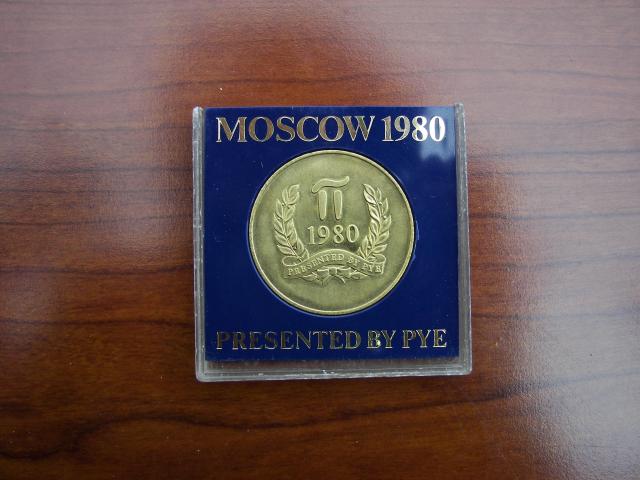 MOSCOW 1980
π
1980
PRESENTED BY PYE
PRESENTED BY PYE